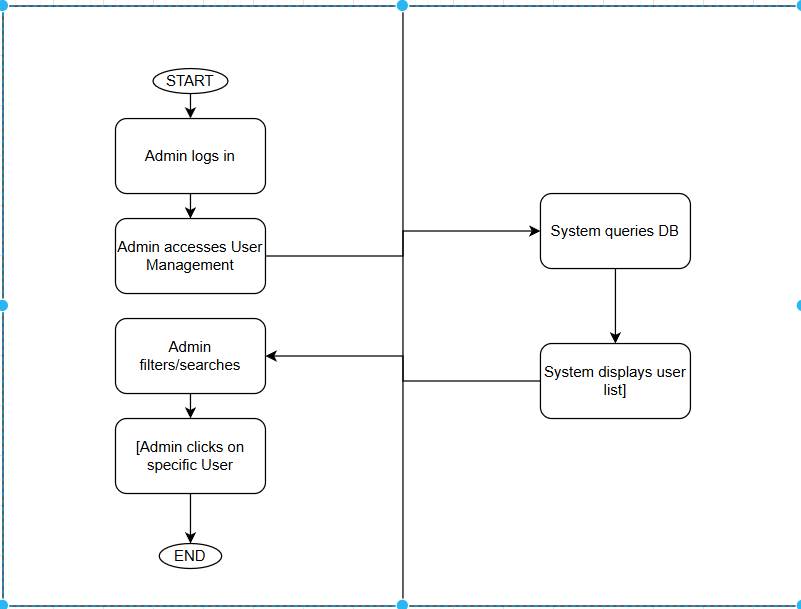 START
Admin logs in
Admin accesses User
Management
System queries DB
System displays user
list]
Admin
filters/searches
[Admin clicks on
specific User
END